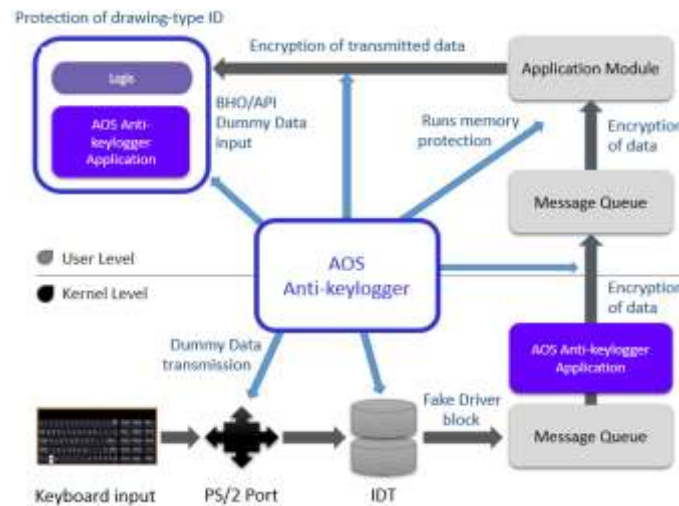 Protection of drawing-type ID
Encryption of transmitted data
Application Module
Login
AOS Anti-
keylogger
Application
BHO/API
Dummy Data
input
Runs memory
protection
Encryption
of data
Message Queue
AOS
Anti-keylogger
User Level
Kernel Level
Encryption
of data
Dummy Data
transmission
AOS Anti-keylogger
Application
Fake Driver
block
Message Queue
Keyboard input
PS/2 Port
IDT